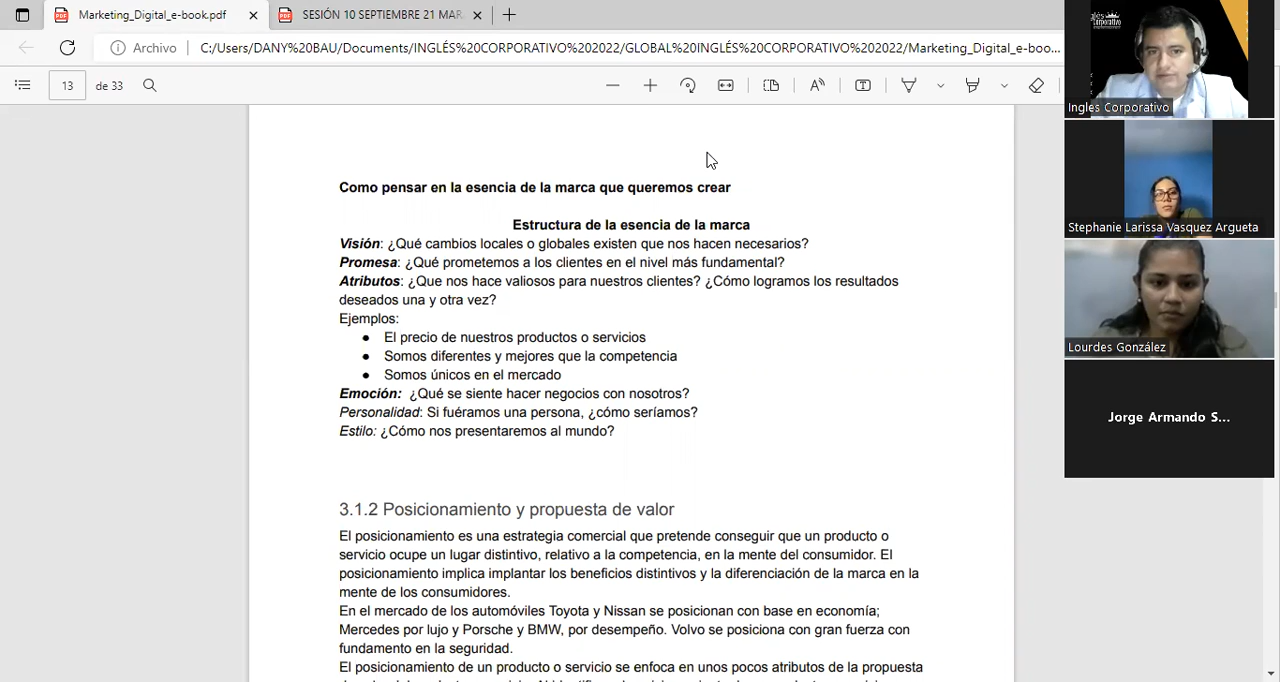 Marketing_Digital_e-book.pdf
SESIÓN 10 SEPTIEMBRE 21 MAR
Archivo
C:/Users/DANY%20BAU/Documents/INGLÉS%20CORPORATIVO%202022/GLOBAL%20INGLÉS%20CORPORATIVO%202022/Marketing_Digital_e-boo...
13 de 33
Como pensar en la esencia de la marca que queremos crear
Estructura de la esencia de la marca
Visión: ¿Qué cambios locales o globales existen que nos hacen necesarios?
Promesa: ¿Qué prometemos a los clientes en el nivel más fundamental?
Atributos: ¿Que nos hace valiosos para nuestros clientes? ¿Cómo logramos los resultados
deseados una y otra vez?
Ejemplos:
● El precio de nuestros productos o servicios
● Somos diferentes y mejores que la competencia
● Somos únicos en el mercado
Emoción: ¿Qué se siente hacer negocios con nosotros?
Personalidad: Si fuéramos una persona, ¿cómo seríamos?
Estilo: ¿Cómo nos presentaremos al mundo?
3.1.2 Posicionamiento y propuesta de valor
El posicionamiento es una estrategia comercial que pretende conseguir que un producto o
servicio ocupe un lugar distintivo, relativo a la competencia, en la mente del consumidor. El
posicionamiento implica implantar los beneficios distintivos y la diferenciación de la marca en la
mente de los consumidores.
En el mercado de los automóviles Toyota y Nissan se posicionan con base en economía;
Mercedes por lujo y Porsche y BMW, por desempeño. Volvo se posiciona con gran fuerza con
fundamento en la seguridad.
El posicionamiento de un producto o servicio se enfoca en unos pocos atributos de la propuesta
Ingles Corporativo
Stephanie Larissa Vasquez Argueta
Lourdes González
Jorge Armando S...